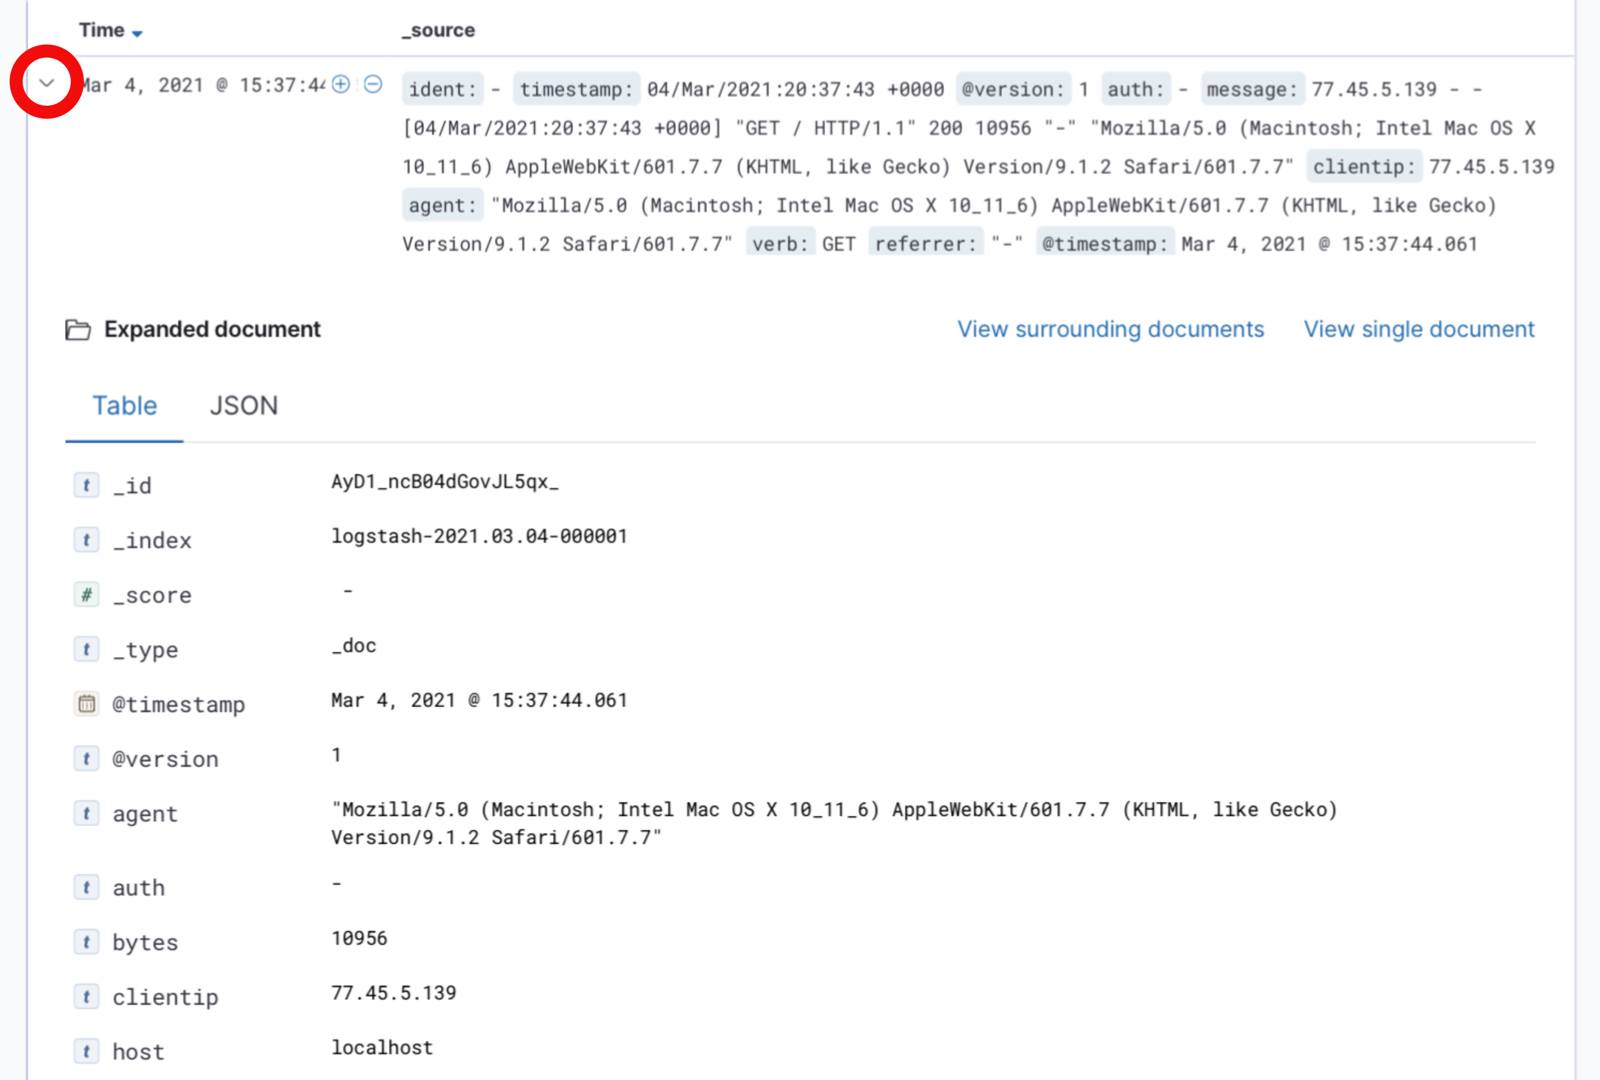 Time _source
Mar 4, 2021 @ 15:37:44 ident: - timestamp: 04/Mar/2021:20:37:43 +0000 @version: 1 auth: - message: 77.45.5.139 - -
[04/Mar/2021:20:37:43 +0000] "GET / HTTP/1.1" 200 10956 "-" "Mozilla/5.0 (Macintosh; Intel Mac OS X
10_11_6) AppleWebKit/601.7.7 (KHTML, like Gecko) Version/9.1.2 Safari/601.7.7" clientip: 77.45.5.139
agent: "Mozilla/5.0 (Macintosh; Intel Mac OS X 10_11_6) AppleWebKit/601.7.7 (KHTML, like Gecko)
Version/9.1.2 Safari/601.7.7" verb: GET referrer: "-" @timestamp: Mar 4, 2021 @ 15:37:44.061
Expanded document View surrounding documents View single document
Table JSON
t _id AyD1_ncB04dGovJL5qx_
t _index logstash-2021.03.04-000001
# _score -
t _type _doc
@timestamp Mar 4, 2021 @ 15:37:44.061
t @version 1
t agent "Mozilla/5.0 (Macintosh; Intel Mac OS X 10_11_6) AppleWebKit/601.7.7 (KHTML, like Gecko)
Version/9.1.2 Safari/601.7.7"
t auth -
t bytes 10956
t clientip 77.45.5.139
t host localhost